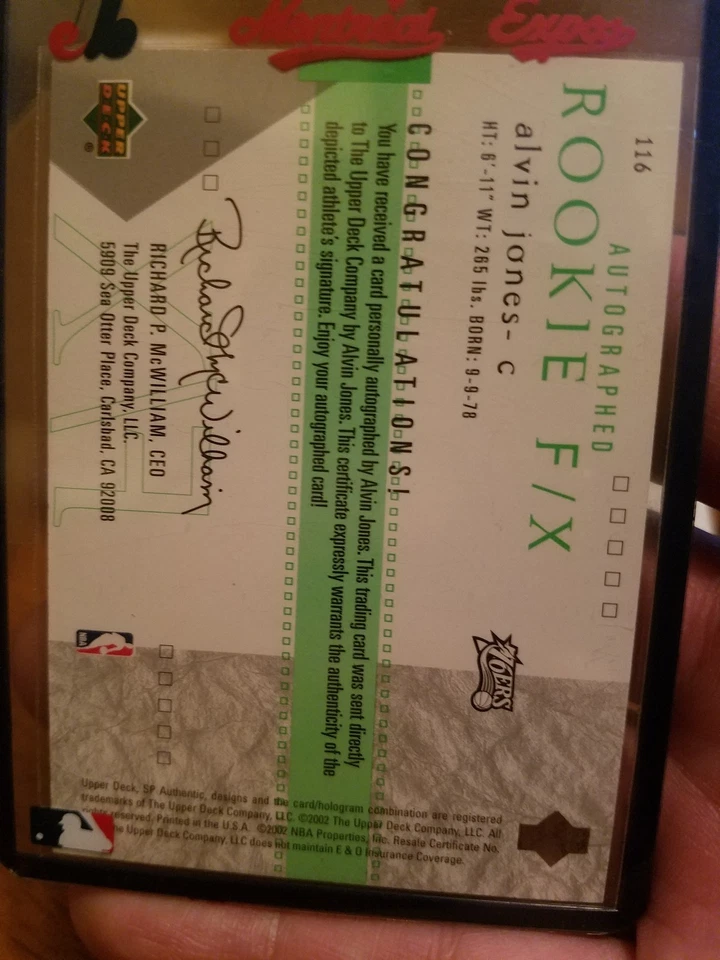 Montreal Expos
116
AUTOGRAPHED
ROOKIE F/X
alvin jones- C
HT: 6'-11" WT: 265 lbs. BORN: 9-9-78
76ERS
CONGRATULATIONS!
You have received a card personally autographed by Alvin Jones. This trading card was sent directly
to The Upper Deck Company by Alvin Jones. This certificate expressly warrants the authenticity of the
depicted athlete's signature. Enjoy your autographed card!
Richard McWilliam
RICHARD P. McWILLIAM, CEO
The Upper Deck Company, LLC.
5909 Sea Otter Place, Carlsbad, CA 92008
UPPER
DECK
®
NBA
Upper Deck, SP Authentic, designs and the card/hologram combination are registered
trademarks of The Upper Deck Company, LLC. ©2002 The Upper Deck Company, LLC. All
rights reserved. Printed in the U.S.A. ©2002 NBA Properties, Inc. Resale Certificate No.
The Upper Deck Company, LLC does not maintain E & O Insurance Coverage.